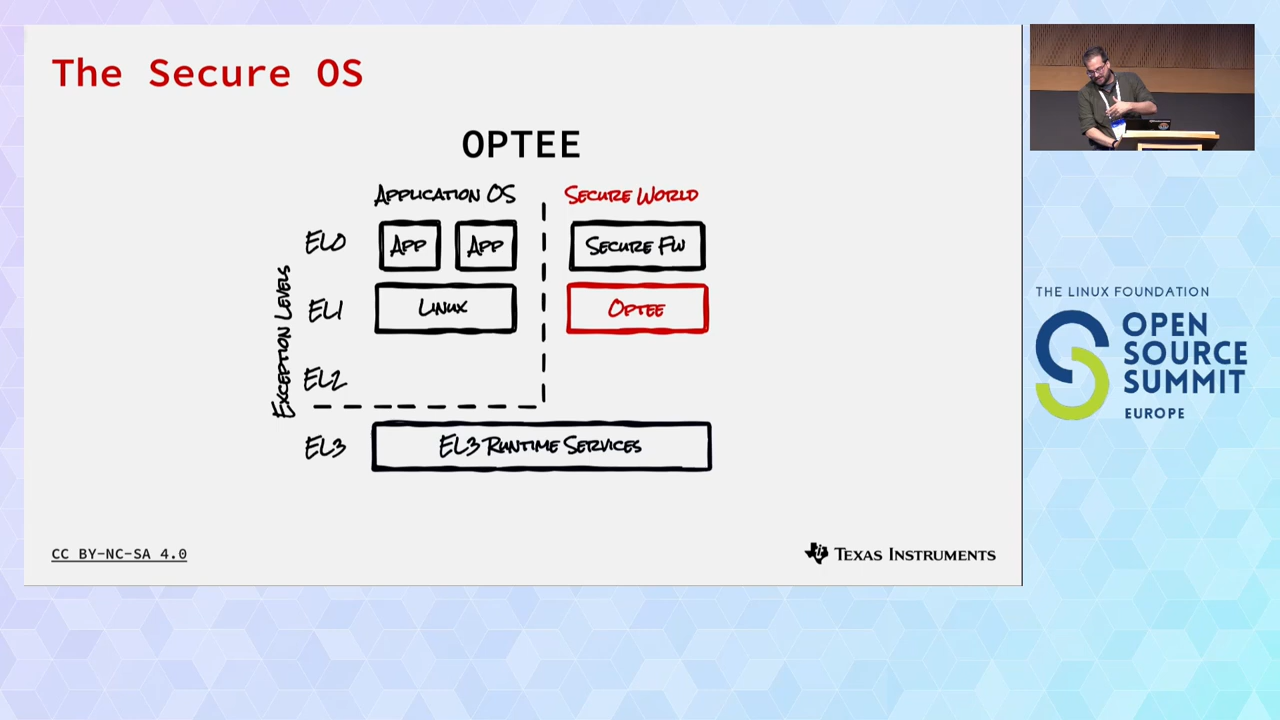 The Secure OS
OPTEE
APPLICATION OS
SECURE WORLD
EL0
APP
APP
SECURE FW
EL1
LINUX
OPTEE
EXCEPTION LEVELS
EL2
EL3
EL3 RUNTIME SERVICES
CC BY-NC-SA 4.0
TEXAS INSTRUMENTS
THE LINUX FOUNDATION
OPEN
SOURCE
SUMMIT
EUROPE